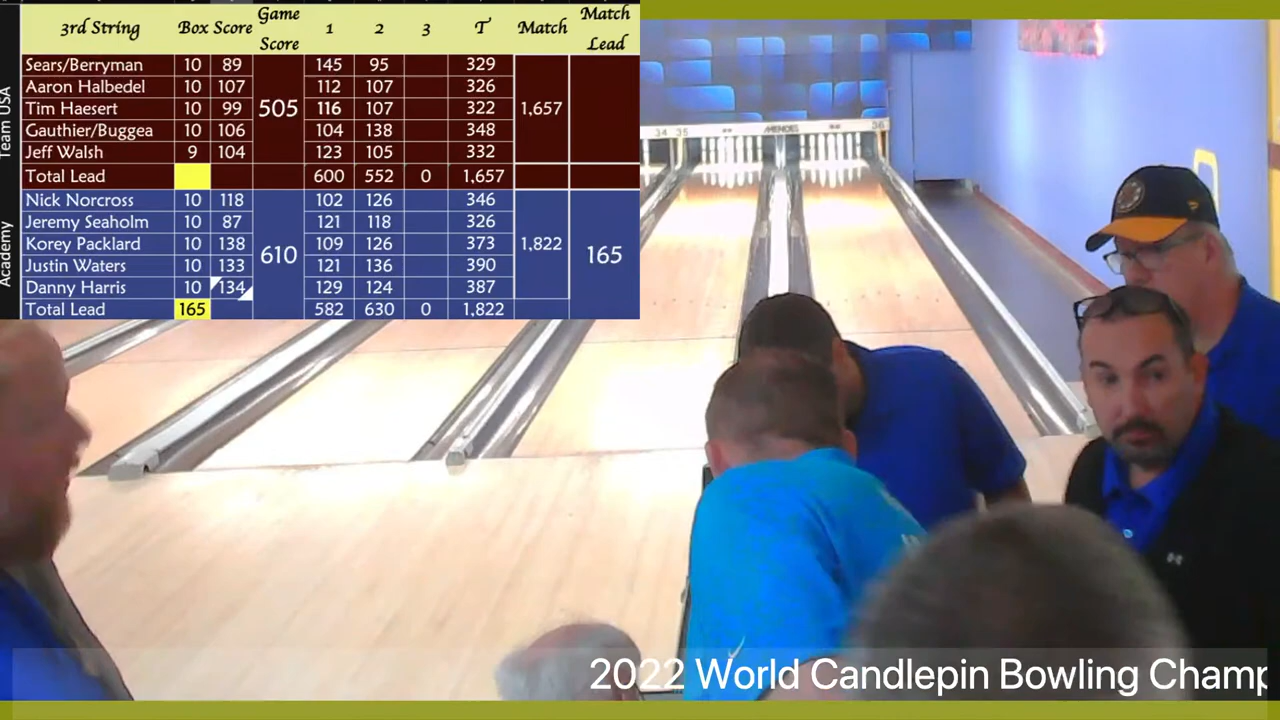 3rd String Box Score Game Score 1 2 3 T Match Match Lead
Team USA
Sears/Berryman 10 89 145 95 329
Aaron Halbedel 10 107 112 107 326
Tim Haesert 10 99 505 116 107 322 1,657
Gauthier/Buggea 10 106 104 138 348
Jeff Walsh 9 104 123 105 332
Total Lead 600 552 0 1,657
Academy
Nick Norcross 10 118 102 126 346
Jeremy Seaholm 10 87 121 118 326
Korey Packlard 10 138 610 109 126 373 1,822 165
Justin Waters 10 133 121 136 390
Danny Harris 10 134 129 124 387
Total Lead 165 582 630 0 1,822
34 35 MENDES 36
2022 World Candlepin Bowling Champ